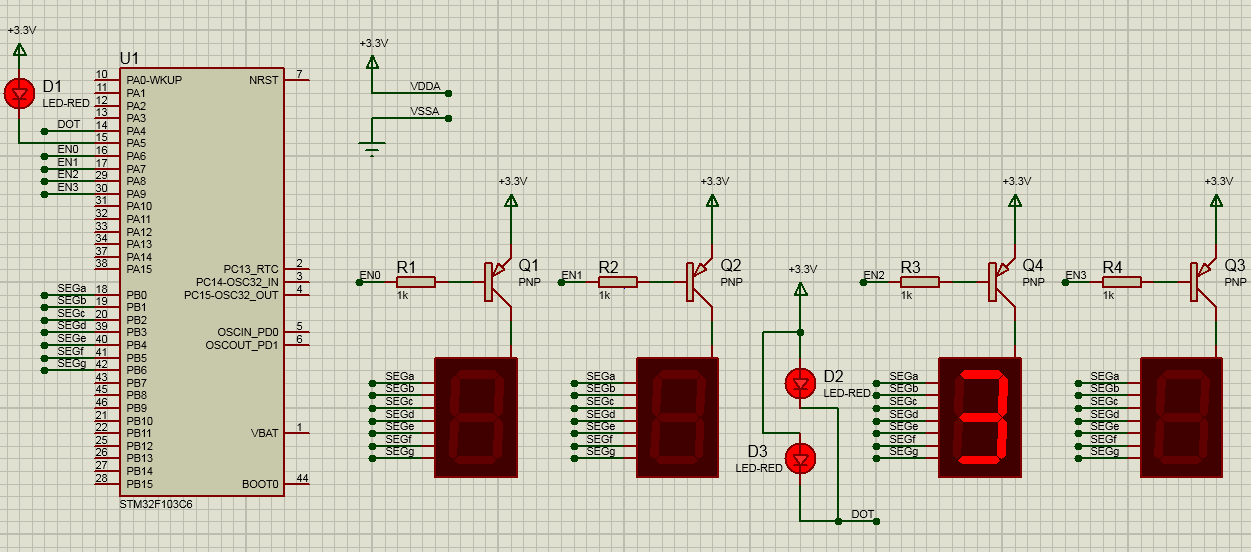 +3.3V
D1
LED-RED
DOT
EN0
EN1
EN2
EN3
SEGa
SEGb
SEGc
SEGd
SEGe
SEGf
SEGg
U1
10 PA0-WKUP
11 PA1
12 PA2
13 PA3
14 PA4
15 PA5
16 PA6
17 PA7
29 PA8
30 PA9
31 PA10
32 PA11
33 PA12
34 PA13
37 PA14
38 PA15
18 PB0
19 PB1
20 PB2
39 PB3
40 PB4
41 PB5
42 PB6
43 PB7
45 PB8
46 PB9
21 PB10
22 PB11
25 PB12
26 PB13
27 PB14
28 PB15
NRST 7
PC13_RTC 2
PC14-OSC32_IN 3
PC15-OSC32_OUT 4
OSCIN_PD0 5
OSCOUT_PD1 6
VBAT 1
BOOT0 44
STM32F103C6
+3.3V
VDDA
VSSA
+3.3V
EN0
R1
1k
Q1
PNP
SEGa
SEGb
SEGc
SEGd
SEGe
SEGf
SEGg
+3.3V
EN1
R2
1k
Q2
PNP
SEGa
SEGb
SEGc
SEGd
SEGe
SEGf
SEGg
+3.3V
D2
LED-RED
D3
LED-RED
DOT
+3.3V
EN2
R3
1k
Q4
PNP
SEGa
SEGb
SEGc
SEGd
SEGe
SEGf
SEGg
3
+3.3V
EN3
R4
1k
Q3
PNP
SEGa
SEGb
SEGc
SEGd
SEGe
SEGf
SEGg